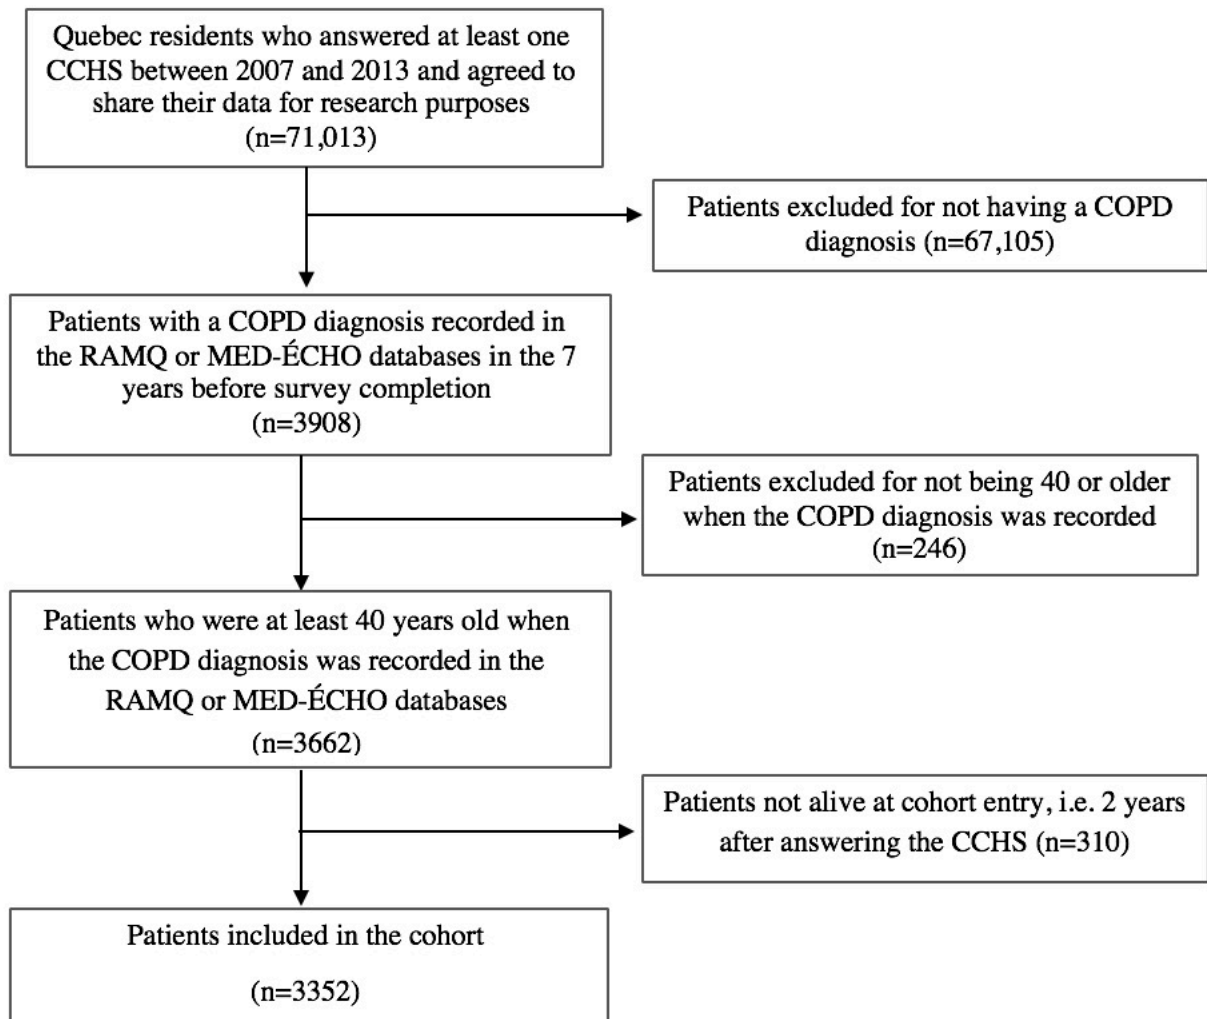 Quebec residents who answered at least one
CCHS between 2007 and 2013 and agreed to
share their data for research purposes
(n=71,013)
Patients excluded for not having a COPD
diagnosis (n=67,105)
Patients with a COPD diagnosis recorded in
the RAMQ or MED-ÉCHO databases in the 7
years before survey completion
(n=3908)
Patients excluded for not being 40 or older
when the COPD diagnosis was recorded
(n=246)
Patients who were at least 40 years old when
the COPD diagnosis was recorded in the
RAMQ or MED-ÉCHO databases
(n=3662)
Patients not alive at cohort entry, i.e. 2 years
after answering the CCHS (n=310)
Patients included in the cohort
(n=3352)